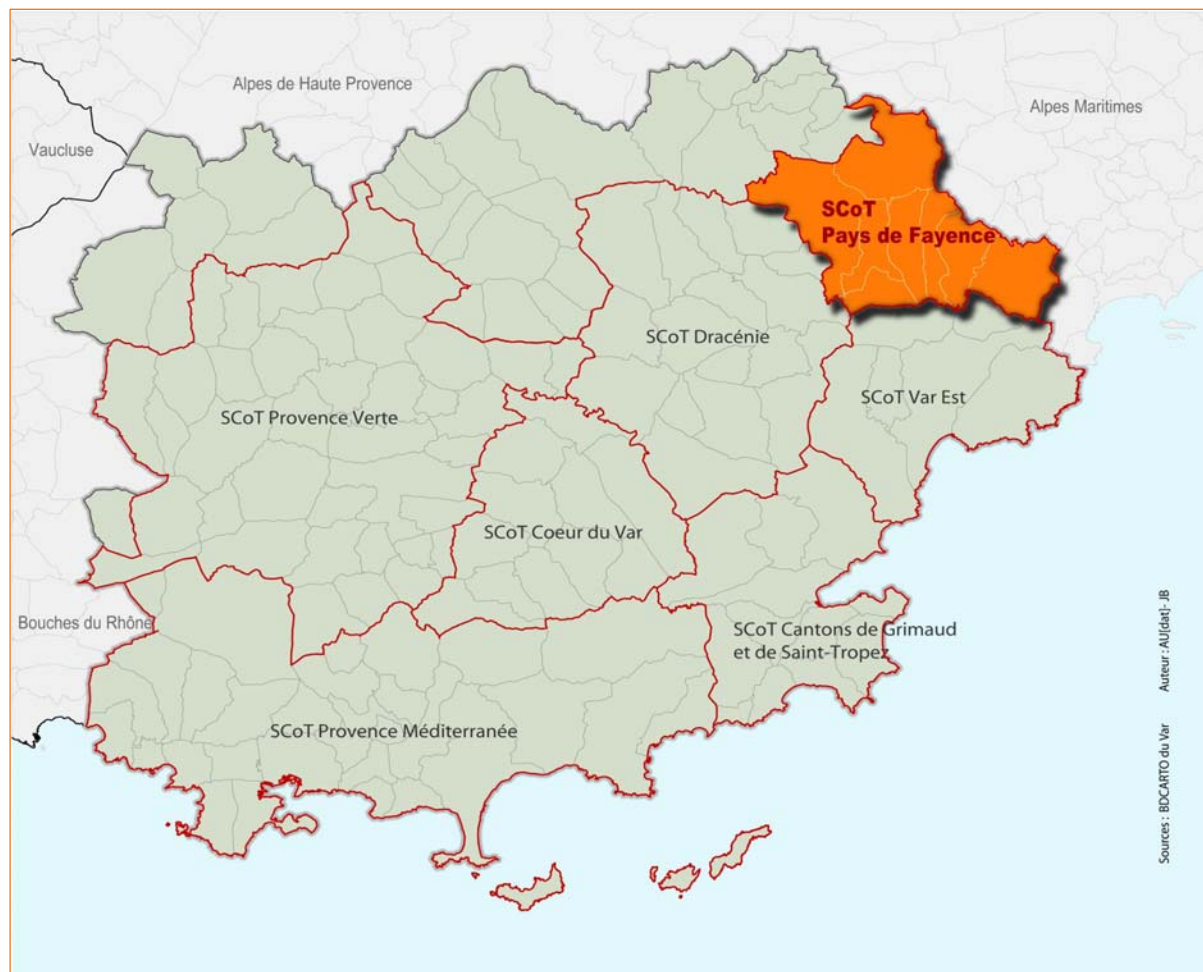 Alpes de Haute Provence
Alpes Maritimes
Vaucluse
SCoT
Pays de Fayence
SCoT Dracénie
SCoT Var Est
SCoT Provence Verte
SCoT Coeur du Var
Bouches du Rhône
SCoT Cantons de Grimaud
et de Saint-Tropez
SCoT Provence Méditerranée
Sources : BDCARTO du Var
Auteur : AU[dat]- JB